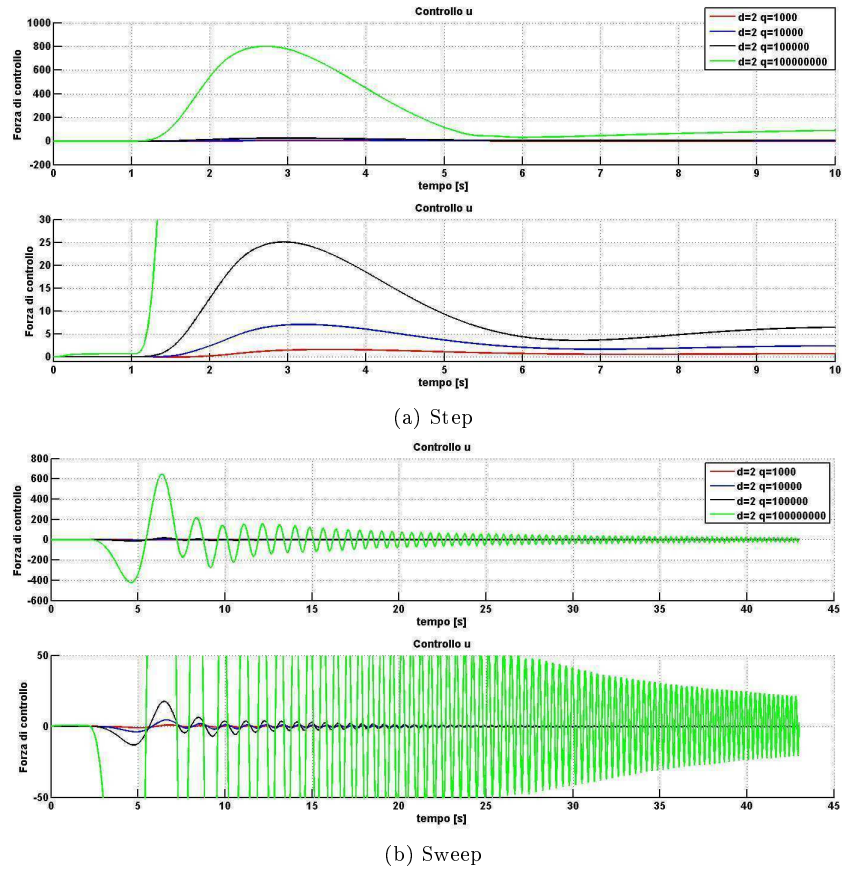 Controllo u
1000
800
600
400
200
0
-200
Forza di controllo
d=2 q=1000
d=2 q=10000
d=2 q=100000
d=2 q=100000000
0 1 2 3 4 5 6 7 8 9 10
tempo [s]
Controllo u
30
25
20
15
10
5
0
Forza di controllo
0 1 2 3 4 5 6 7 8 9 10
tempo [s]
(a) Step
Controllo u
800
600
400
200
0
-200
-400
-600
Forza di controllo
d=2 q=1000
d=2 q=10000
d=2 q=100000
d=2 q=100000000
0 5 10 15 20 25 30 35 40 45
tempo [s]
Controllo u
50
0
-50
Forza di controllo
0 5 10 15 20 25 30 35 40 45
tempo [s]
(b) Sweep